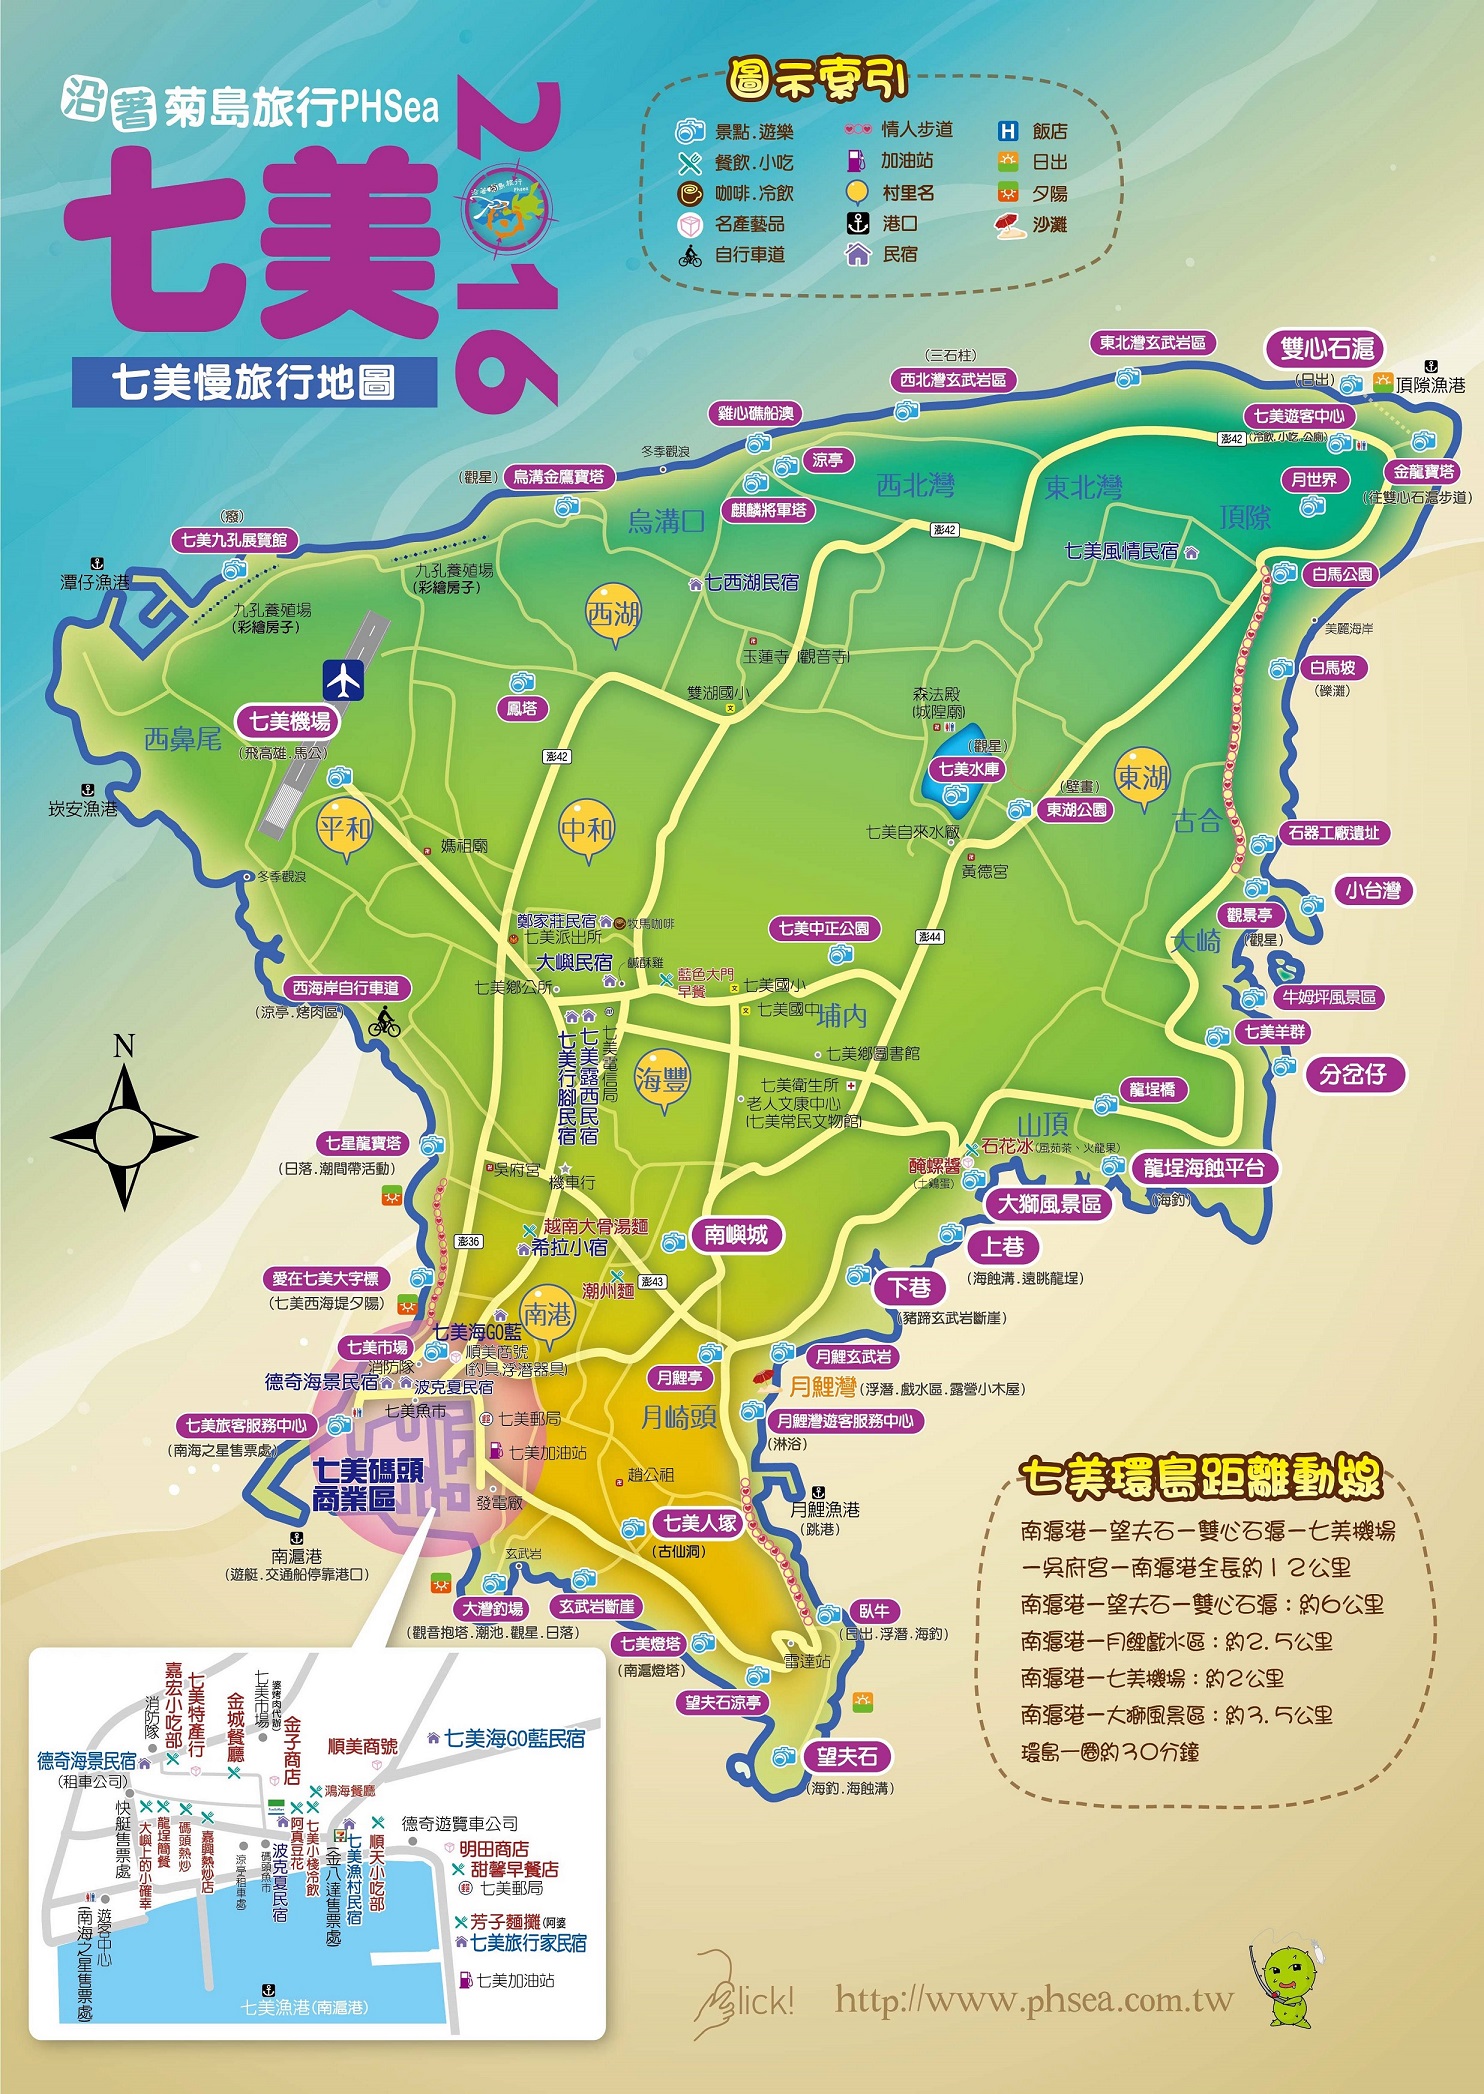 沿著菊島旅行PHSea
2016
七美
七美慢旅行地圖
圖示索引
景點.遊樂
情人步道
飯店
餐飲.小吃
加油站
日出
咖啡.冷飲
村里名
夕陽
名產藝品
港口
沙灘
自行車道
民宿
東北灣玄武岩區
雙心石滬
(日出)
頂隙漁港
(三石柱)
西北灣玄武岩區
雞心礁船澳
七美遊客中心
(冷飲.小吃.公廁)
澎42
涼亭
冬季觀浪
金龍寶塔
(往雙心石滬步道)
(觀星)
烏溝金鷹寶塔
西北灣
東北灣
月世界
麒麟將軍塔
烏溝口
頂隙
澎42
(廢)
七美九孔展覽館
七美風情民宿
潭仔漁港
九孔養殖場
(彩繪房子)
七西湖民宿
白馬公園
九孔養殖場
(彩繪房子)
西湖
美麗海岸
玉蓮寺(觀音寺)
白馬坡
(礫灘)
雙湖國小
森法殿
(城隍廟)
鳳塔
七美機場
(飛高雄.馬公)
西鼻尾
(觀星)
七美水庫
澎42
東湖
(壁畫)
東湖公園
崁安漁港
平和
中和
古合
七美自來水廠
石器工廠遺址
媽祖廟
黃德宮
冬季觀浪
小台灣
觀景亭
(觀星)
鄭家莊民宿
牧馬咖啡
七美派出所
七美中正公園
澎44
大崎
大嶼民宿
鹹酥雞
藍色大門
早餐
七美鄉公所
七美國小
西海岸自行車道
(涼亭.烤肉區)
牛姆坪風景區
七美國中
埔內
七美羊群
七美電信局
七美露西民宿
七美行腳民宿
N
七美鄉圖書館
海豐
分岔仔
七美衛生所
龍埕橋
老人文康中心
(七美常民文物館)
山頂
七星龍寶塔
(日落.潮間帶活動)
石花冰(風茹茶、火龍果)
醃螺醬
(土雞蛋)
龍埕海蝕平台
(海釣)
吳府宮
機車行
大獅風景區
越南大骨湯麵
希拉小宿
南嶼城
澎36
上巷
(海蝕溝.遠眺龍埕)
愛在七美大字標
(七美西海堤夕陽)
潮州麵
澎43
下巷
(豬蹄玄武岩斷崖)
南港
七美海GO藍
七美市場
消防隊
順美商號
(釣具.浮潛器具)
月鯉亭
月鯉玄武岩
德奇海景民宿
波克夏民宿
月鯉灣(浮潛.戲水區.露營小木屋)
七美魚市
七美郵局
月崎頭
月鯉灣遊客服務中心
(淋浴)
七美旅客服務中心
(南海之星售票處)
七美加油站
七美碼頭
商業區
趙公祖
發電廠
月鯉漁港
(跳港)
七美人塚
(古仙洞)
南滬港
(遊艇.交通船停靠港口)
玄武岩
大灣釣場
(觀音抱塔.潮池.觀星.日落)
玄武岩斷崖
臥牛
(日出.浮潛.海釣)
七美燈塔
(南滬燈塔)
雷達站
望夫石涼亭
望夫石
(海釣.海蝕溝)
七美環島距離動線
南滬港—望夫石—雙心石滬—七美機場
—吳府宮—南滬港全長約12公里
南滬港—望夫石—雙心石滬：約6公里
南滬港—月鯉戲水區：約2.5公里
南滬港—七美機場：約2公里
南滬港—大獅風景區：約3.5公里
環島一圈約30分鐘
消防隊
嘉宏小吃部
七美特產行
金城餐廳
七美市場
(婆烤肉代辦)
金子商店
順美商號
七美海GO藍民宿
德奇海景民宿
(租車公司)
鴻海餐廳
快艇售票處
大嶼上的小確幸
龍埕簡餐
碼頭熱炒
嘉興熱炒店
涼亭租車處
碼頭魚市
波克夏民宿
阿真豆花
七美小棧冷飲
(金八達售票處)
七美漁村民宿
順天小吃部
德奇遊覽車公司
明田商店
甜馨早餐店
七美郵局
芳子麵攤(阿婆)
七美旅行家民宿
七美加油站
遊客中心
(南海之星售票處)
七美漁港(南滬港)
Click!
http://www.phsea.com.tw